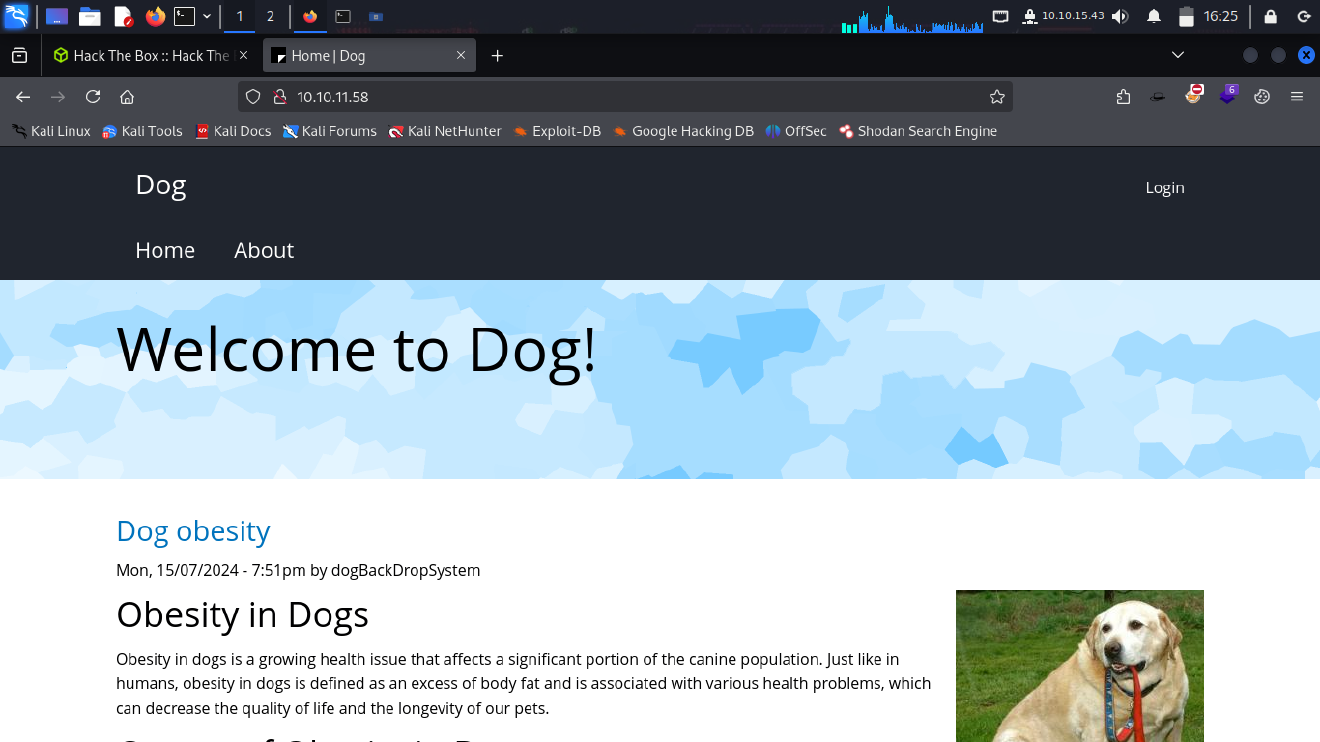 1 2 10.10.15.43 16:25
Hack The Box :: Hack The Home | Dog
10.10.11.58 6
Kali Linux Kali Tools Kali Docs Kali Forums Kali NetHunter Exploit-DB Google Hacking DB OffSec Shodan Search Engine
Dog Login
Home About
Welcome to Dog!
Dog obesity
Mon, 15/07/2024 - 7:51pm by dogBackDropSystem
Obesity in Dogs
Obesity in dogs is a growing health issue that affects a significant portion of the canine population. Just like in
humans, obesity in dogs is defined as an excess of body fat and is associated with various health problems, which
can decrease the quality of life and the longevity of our pets.